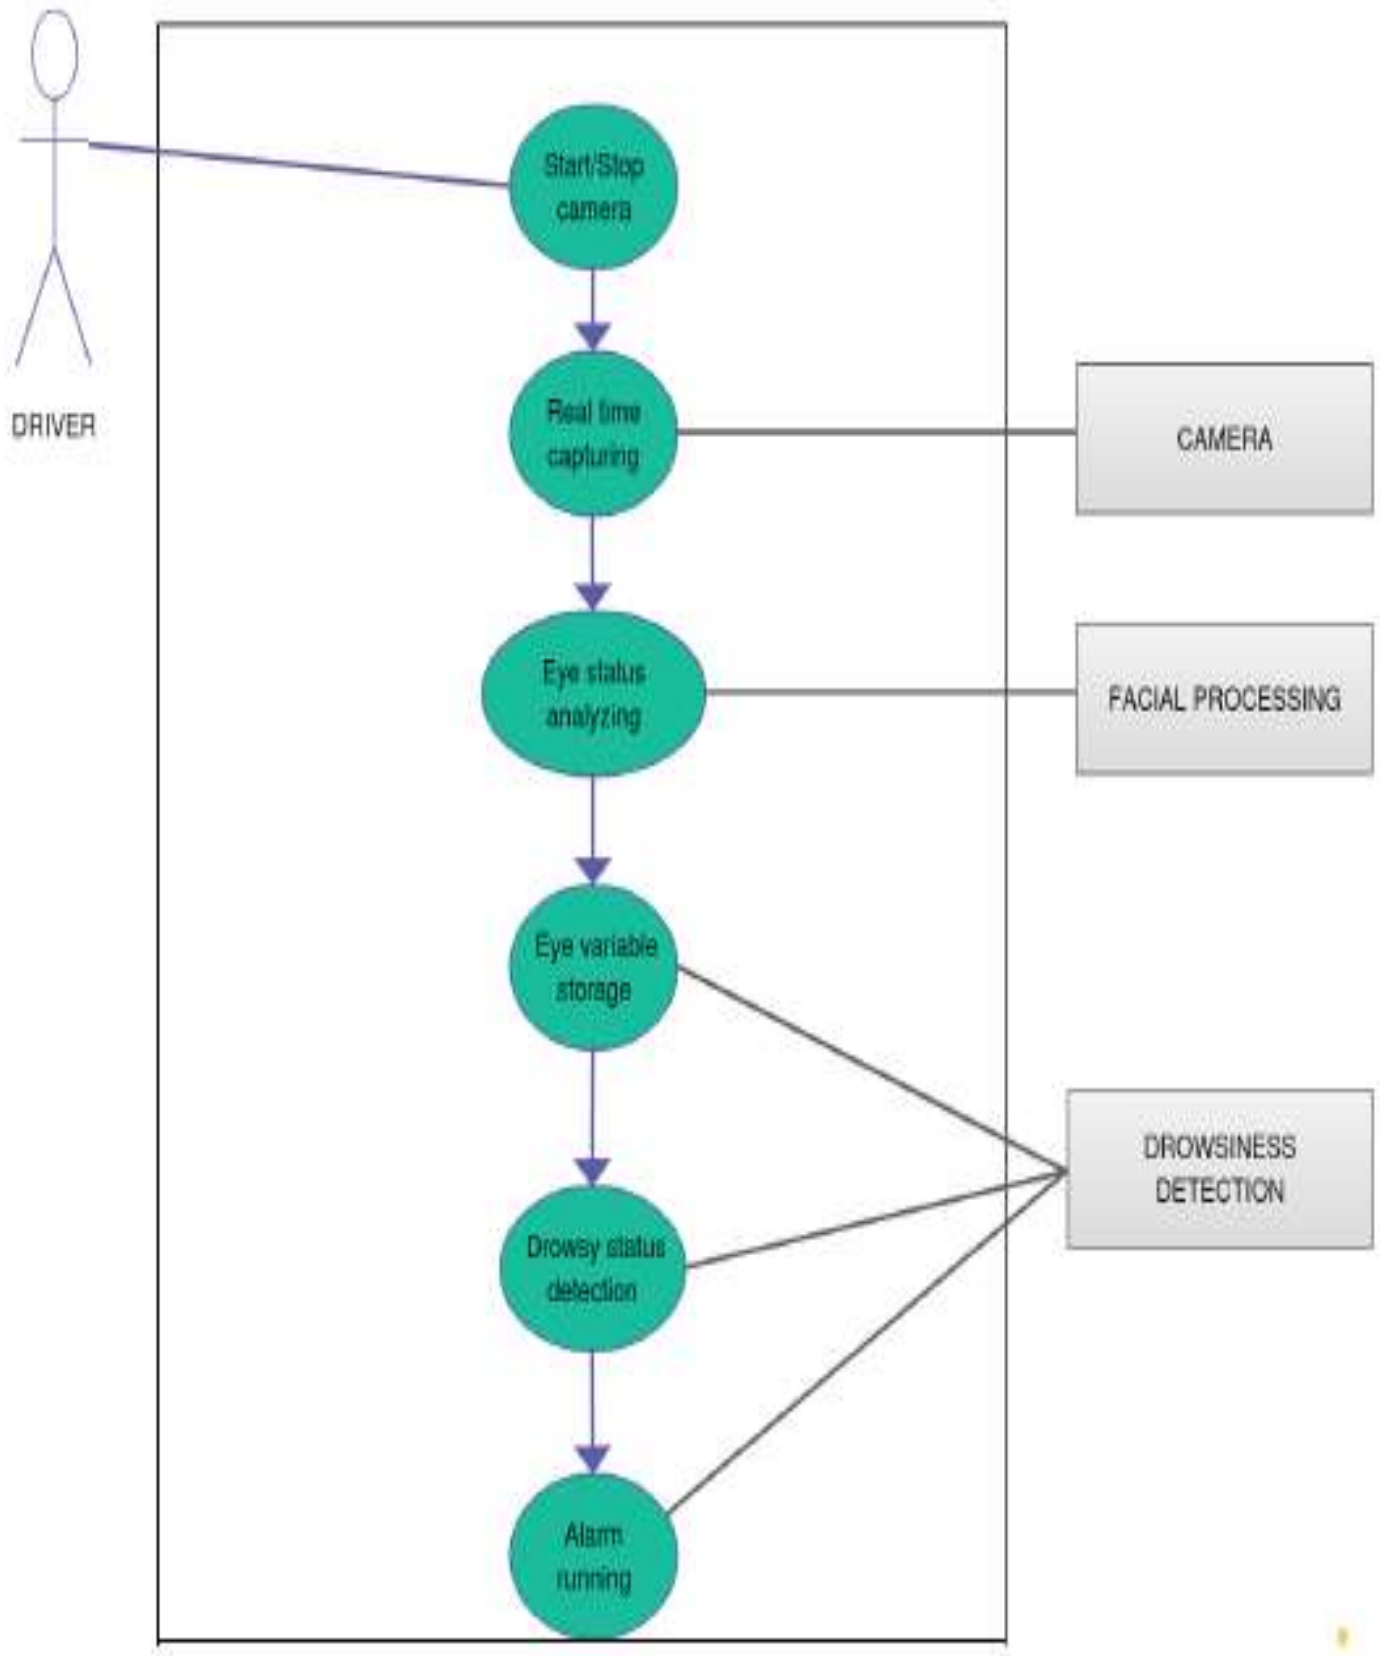 Start/Stop
camera
DRIVER
Real time
capturing
CAMERA
Eye status
analyzing
FACIAL PROCESSING
Eye variable
storage
DROWSINESS
DETECTION
Drowsy status
detection
Alarm
running